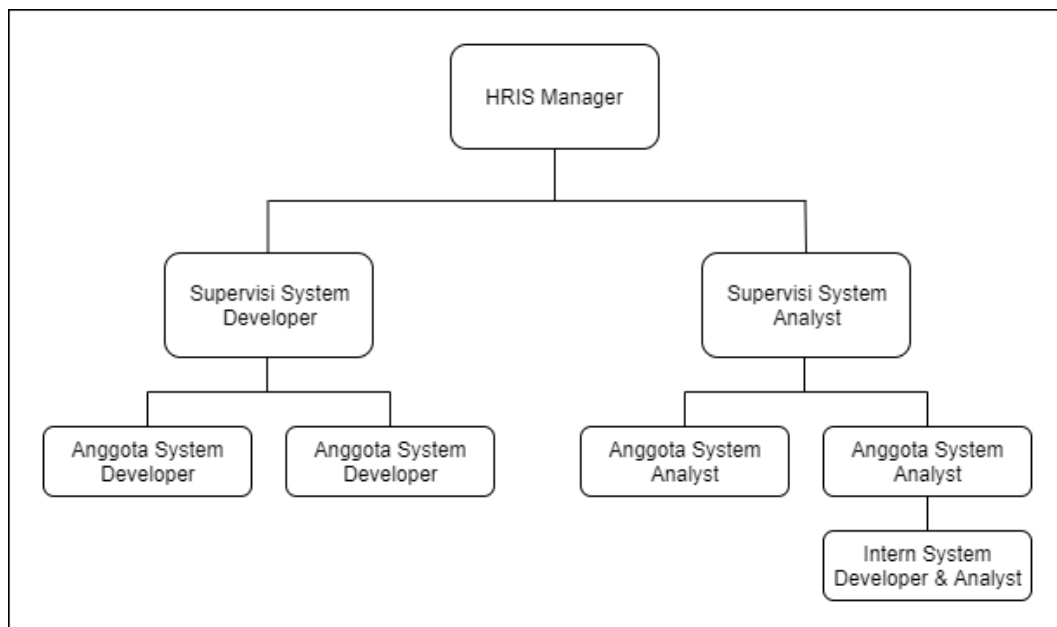 HRIS Manager
Supervisi System
Developer
Supervisi System
Analyst
Anggota System
Developer
Anggota System
Developer
Anggota System
Analyst
Anggota System
Analyst
Intern System
Developer & Analyst